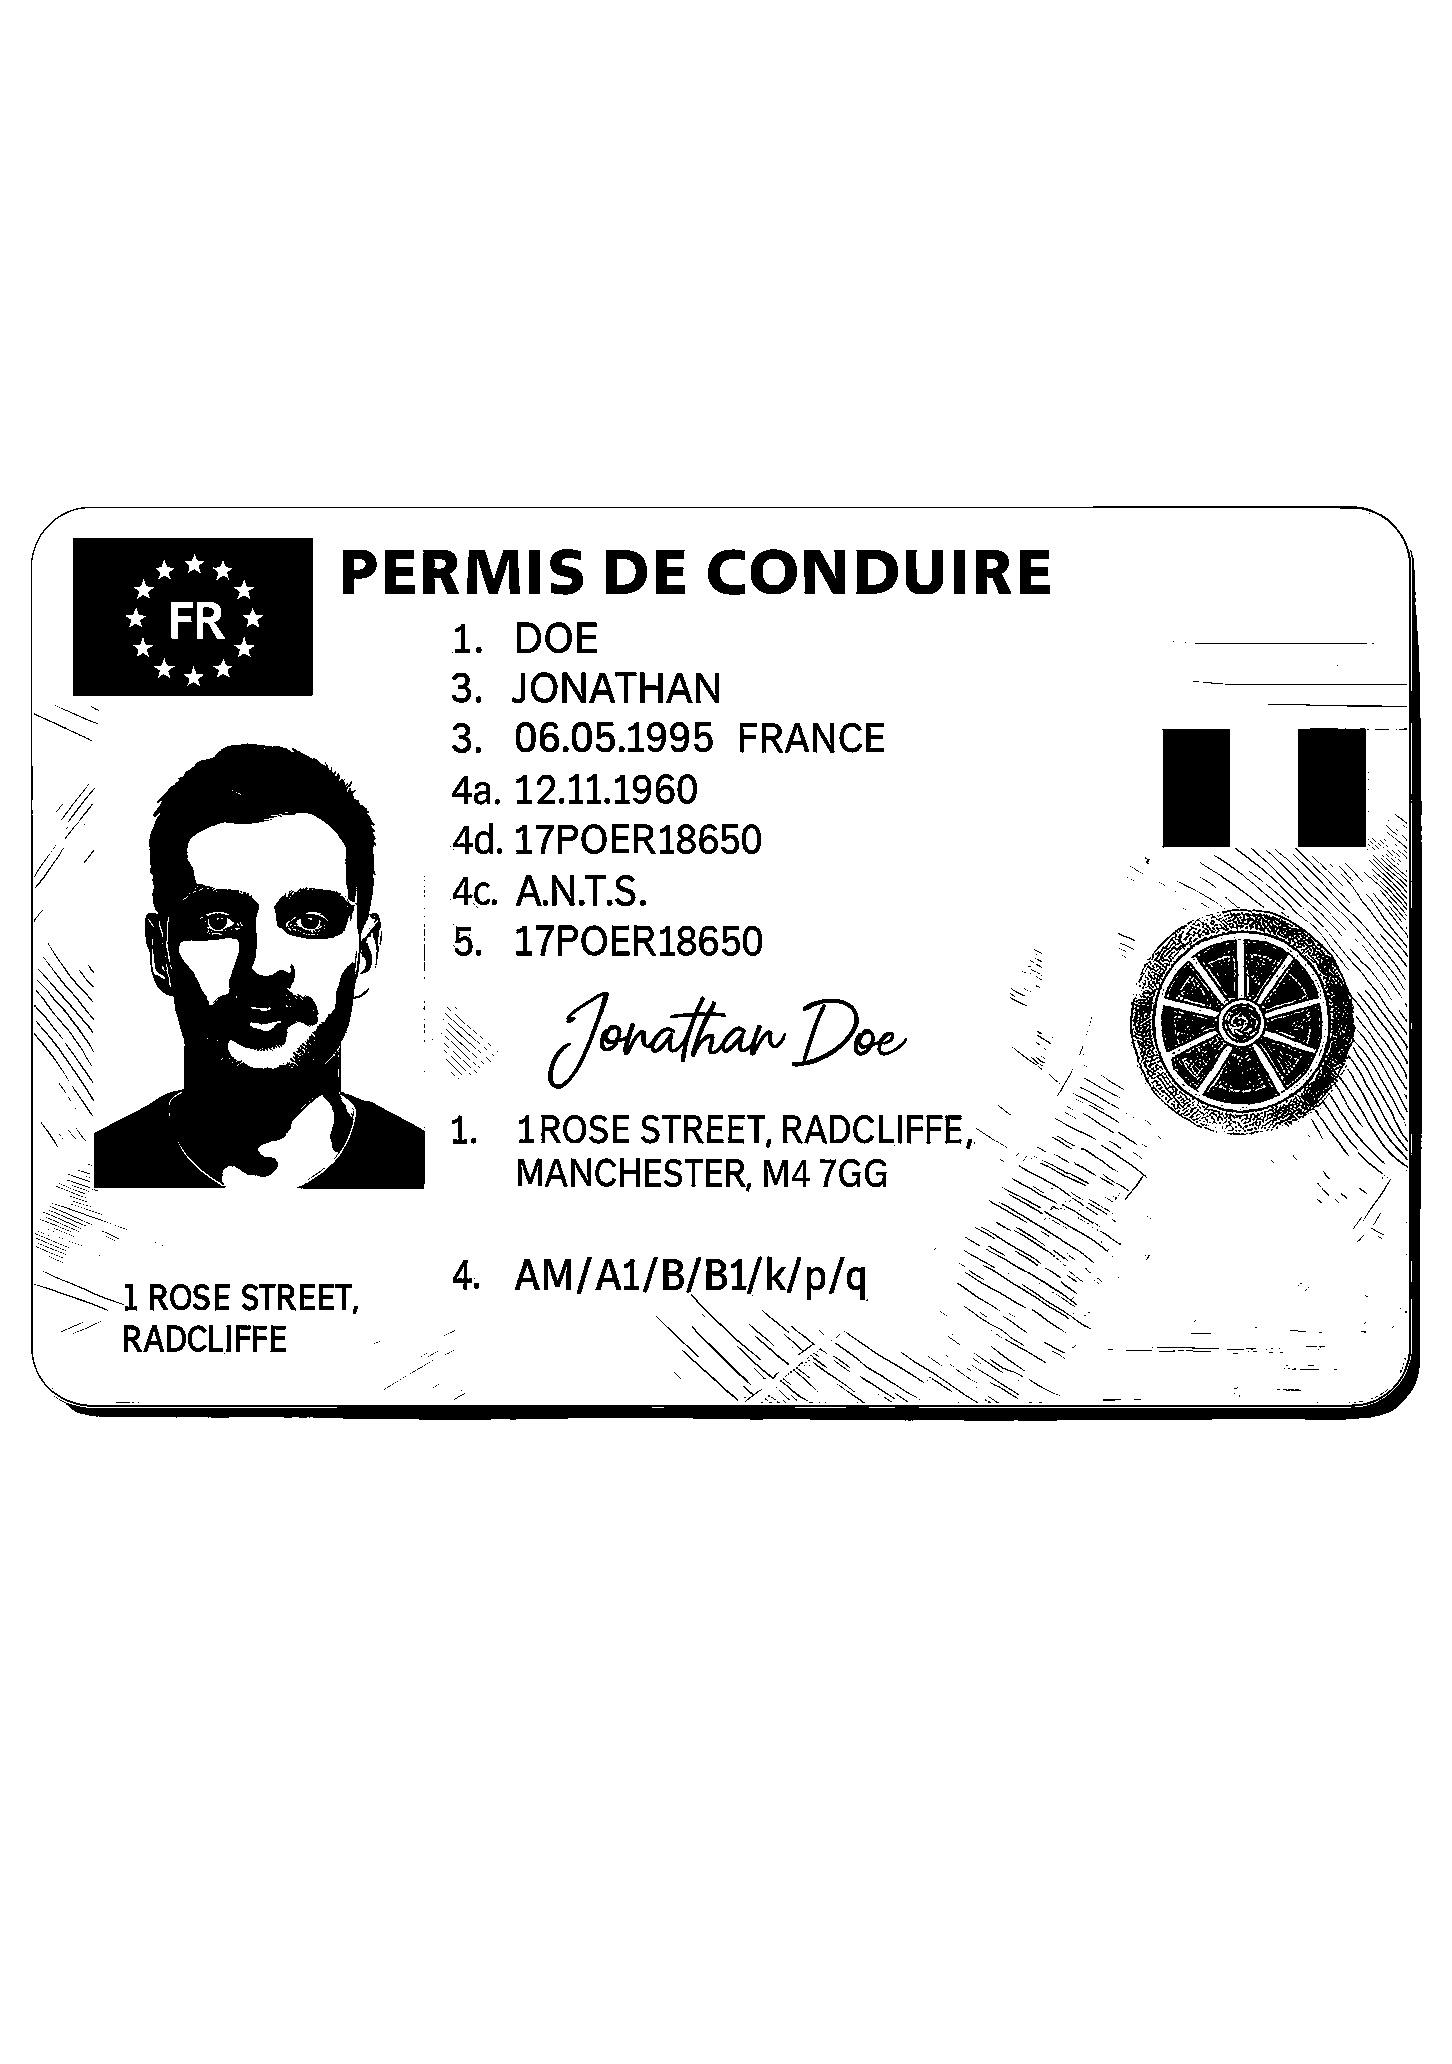 FR
PERMIS DE CONDUIRE
1. DOE
3. JONATHAN
3. 06.05.1995 FRANCE
4a. 12.11.1960
4d. 17POER18650
4c. A.N.T.S.
5. 17POER18650
Jonathan Doe
1. 1 ROSE STREET, RADCLIFFE,
MANCHESTER, M4 7GG
4. AM/A1/B/B1/k/p/q
1 ROSE STREET,
RADCLIFFE